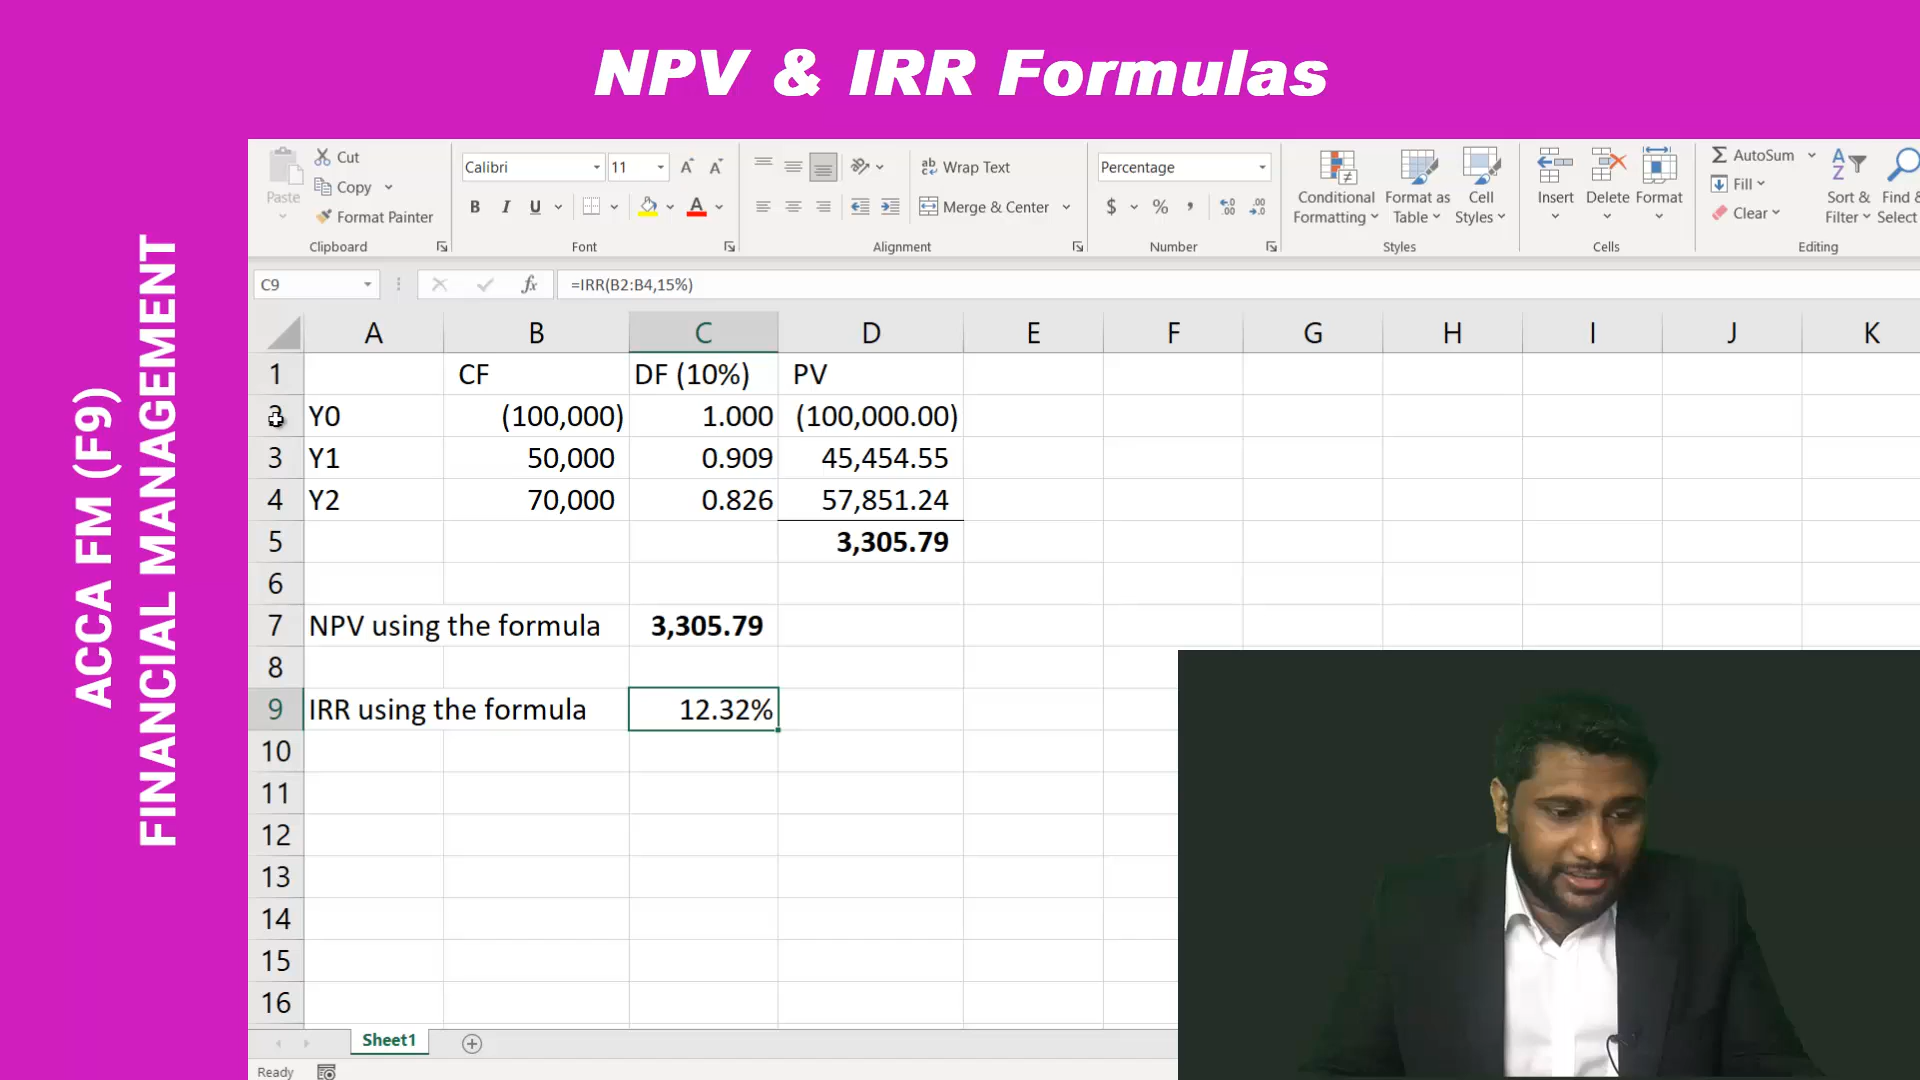 NPV & IRR Formulas
ACCA FM (F9)
FINANCIAL MANAGEMENT
Paste
Cut
Copy
Format Painter
Clipboard
Calibri
11
A A
B I U A
Font
ab Wrap Text
Merge & Center
Alignment
Percentage
$ % ,
Number
Conditional Formatting
Format as Table
Cell Styles
Styles
Insert
Delete
Format
Cells
Σ AutoSum
Fill
Clear
Sort & Filter
Find & Select
Editing
C9 fx =IRR(B2:B4,15%)
A B C D E F G H I J K
1 CF DF (10%) PV
2 Y0 (100,000) 1.000 (100,000.00)
3 Y1 50,000 0.909 45,454.55
4 Y2 70,000 0.826 57,851.24
5 3,305.79
6
7 NPV using the formula 3,305.79
8
9 IRR using the formula 12.32%
10
11
12
13
14
15
16
Sheet1
Ready